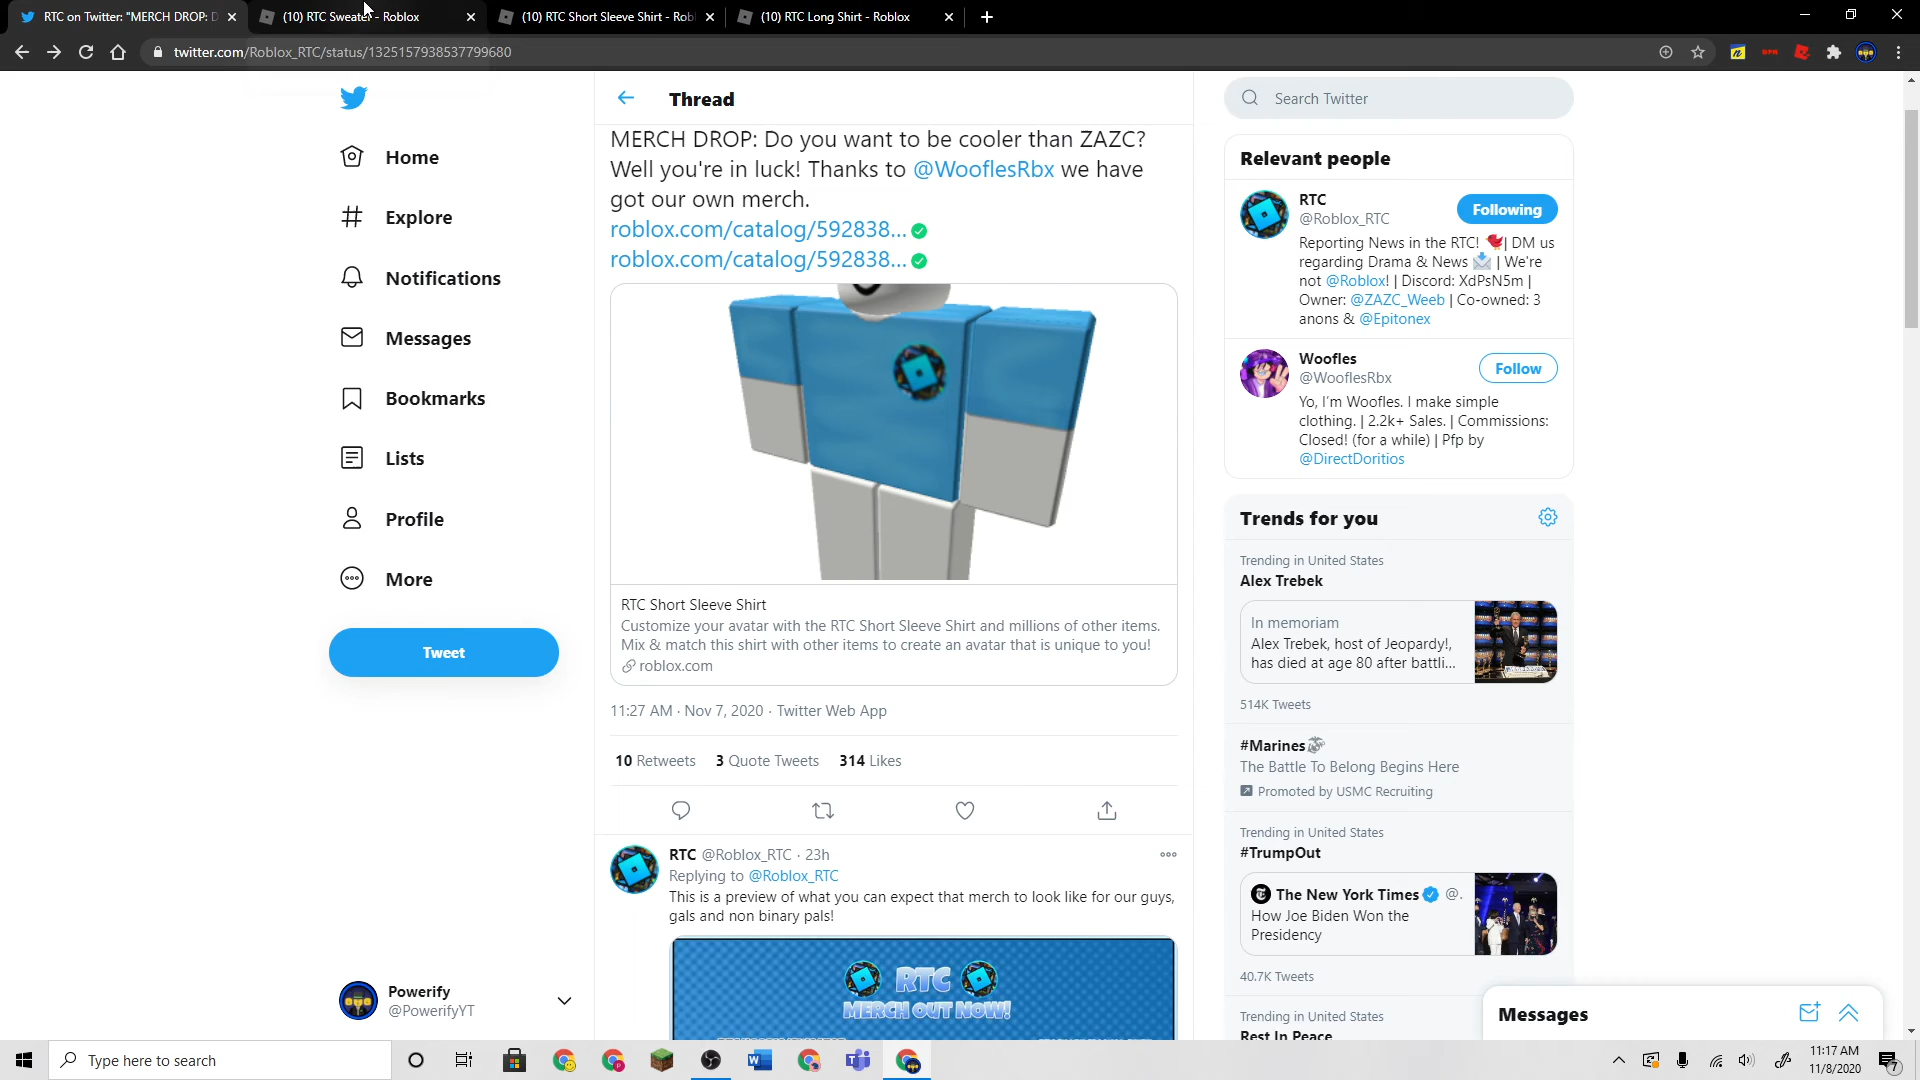 RTC on Twitter: "MERCH DROP: D
(10) RTC Sweater - Roblox
(10) RTC Short Sleeve Shirt - Rob
(10) RTC Long Shirt - Roblox
twitter.com/Roblox_RTC/status/1325157938537799680
Home
Explore
Notifications
Messages
Bookmarks
Lists
Profile
More
Tweet
Powerify
@PowerifyYT
Thread
MERCH DROP: Do you want to be cooler than ZAZC?
Well you're in luck! Thanks to @WooflesRbx we have
got our own merch.
roblox.com/catalog/592838...
roblox.com/catalog/592838...
RTC Short Sleeve Shirt
Customize your avatar with the RTC Short Sleeve Shirt and millions of other items.
Mix & match this shirt with other items to create an avatar that is unique to you!
roblox.com
11:27 AM · Nov 7, 2020 · Twitter Web App
10 Retweets 3 Quote Tweets 314 Likes
RTC @Roblox_RTC · 23h
Replying to @Roblox_RTC
This is a preview of what you can expect that merch to look like for our guys,
gals and non binary pals!
RTC
MERCH OUT NOW!
Search Twitter
Relevant people
RTC
@Roblox_RTC
Following
Reporting News in the RTC! | DM us
regarding Drama & News | We're
not @Roblox! | Discord: XdPsN5m |
Owner: @ZAZC_Weeb | Co-owned: 3
anons & @Epitonex
Woofles
@WooflesRbx
Follow
Yo, I'm Woofles. I make simple
clothing. | 2.2k+ Sales. | Commissions:
Closed! (for a while) | Pfp by
@DirectDoritios
Trends for you
Trending in United States
Alex Trebek
In memoriam
Alex Trebek, host of Jeopardy!,
has died at age 80 after battli...
514K Tweets
#Marines
The Battle To Belong Begins Here
Promoted by USMC Recruiting
Trending in United States
#TrumpOut
The New York Times @.
How Joe Biden Won the
Presidency
40.7K Tweets
Trending in United States
Rest In Peace
Messages
Type here to search
11:17 AM
11/8/2020
7